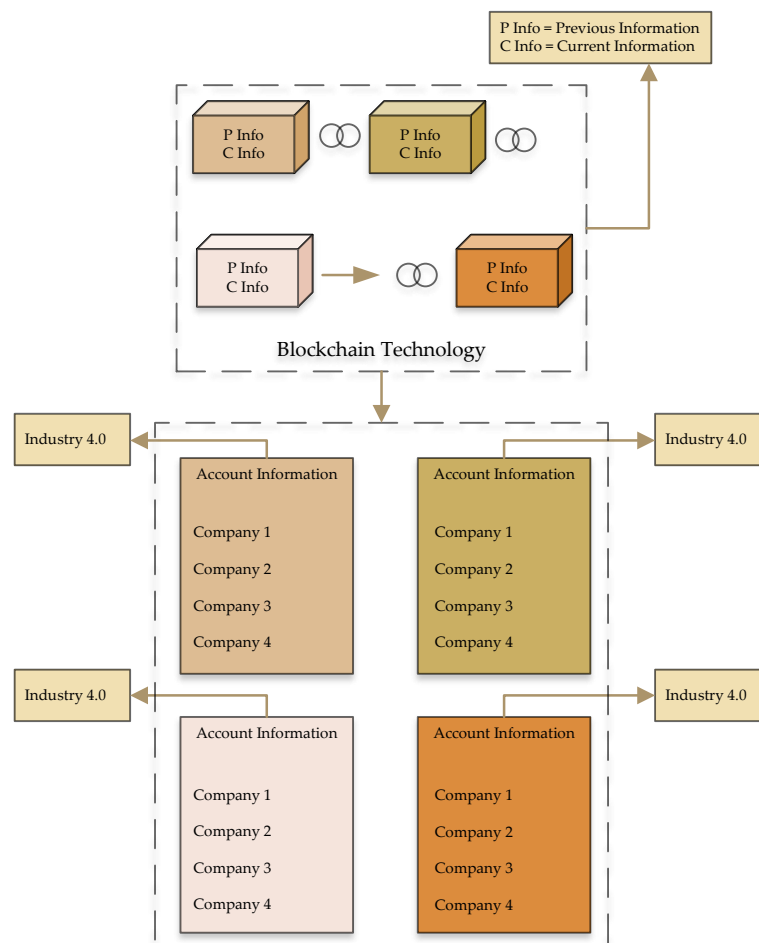 P Info = Previous Information
C Info = Current Information
P Info
C Info
P Info
C Info
P Info
C Info
P Info
C Info
Blockchain Technology
Industry 4.0
Industry 4.0
Account Information
Company 1
Company 2
Company 3
Company 4
Account Information
Company 1
Company 2
Company 3
Company 4
Industry 4.0
Industry 4.0
Account Information
Company 1
Company 2
Company 3
Company 4
Account Information
Company 1
Company 2
Company 3
Company 4